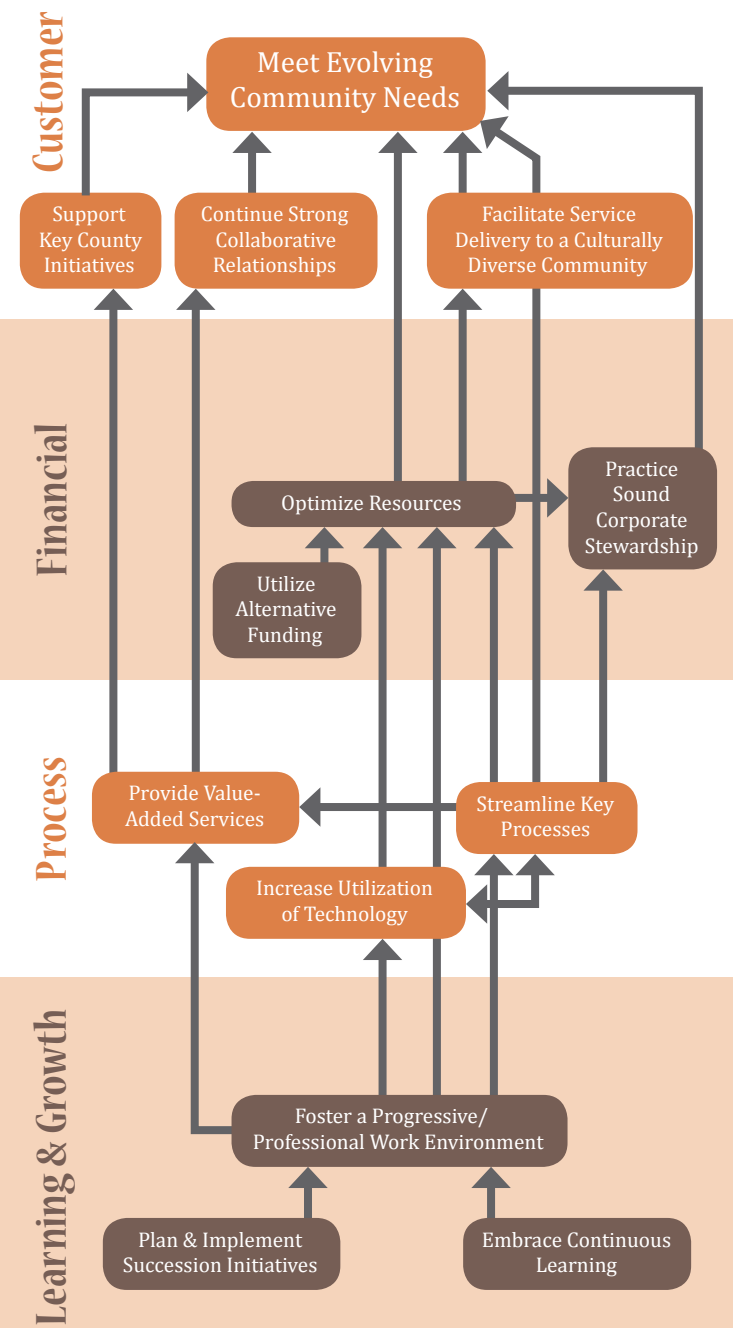 Customer
Meet Evolving
Community Needs
Support
Key County
Initiatives
Continue Strong
Collaborative
Relationships
Facilitate Service
Delivery to a Culturally
Diverse Community
Financial
Optimize Resources
Practice
Sound
Corporate
Stewardship
Utilize
Alternative
Funding
Process
Provide Value-
Added Services
Streamline Key
Processes
Increase Utilization
of Technology
Learning & Growth
Foster a Progressive/
Professional Work Environment
Plan & Implement
Succession Initiatives
Embrace Continuous
Learning